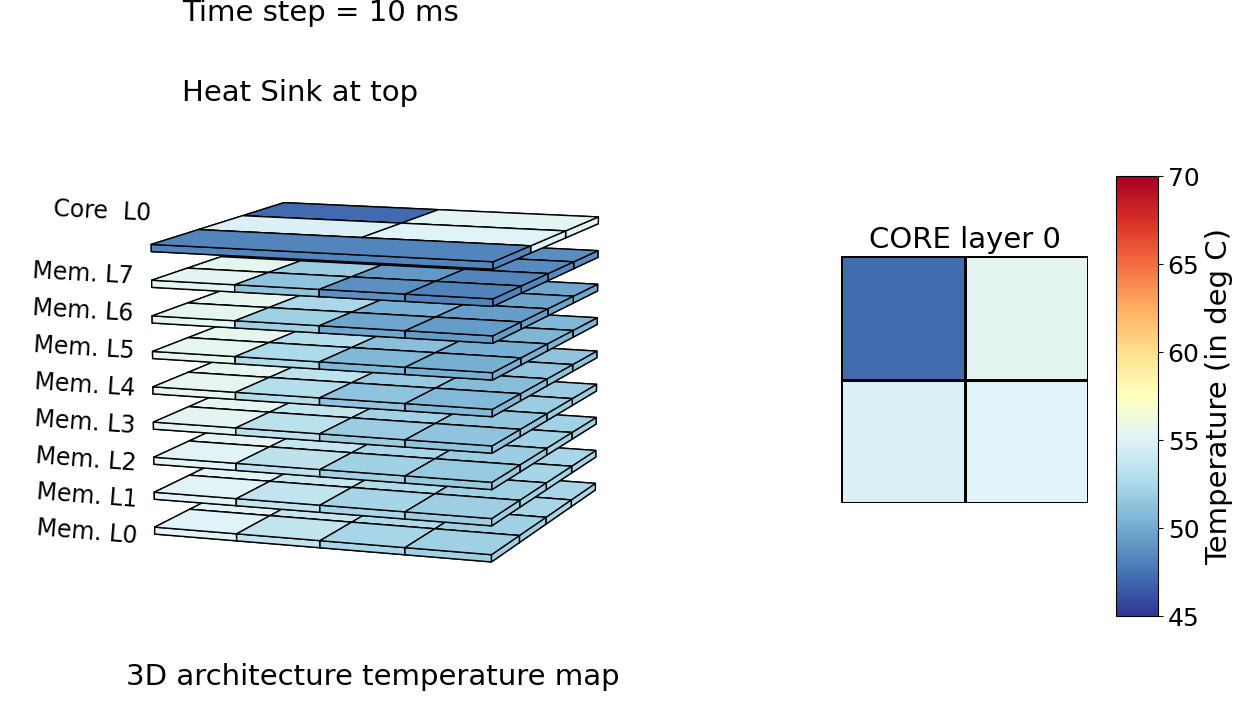 Time step = 10 ms
Heat Sink at top
Core  L0
Mem. L7
Mem. L6
Mem. L5
Mem. L4
Mem. L3
Mem. L2
Mem. L1
Mem. L0
3D architecture temperature map
CORE layer 0
70
65
60
55
50
45
Temperature (in deg C)